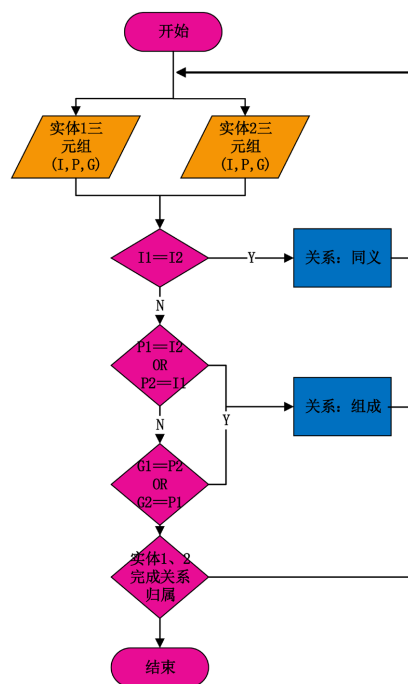 开始
实体1三
元组
(I,P,G)
实体2三
元组
(I,P,G)
I1==I2
Y
关系: 同义
N
P1==I2
OR
P2==I1
关系: 组成
N
Y
G1==P2
OR
G2==P1
实体1、2
完成关系
归属
结束